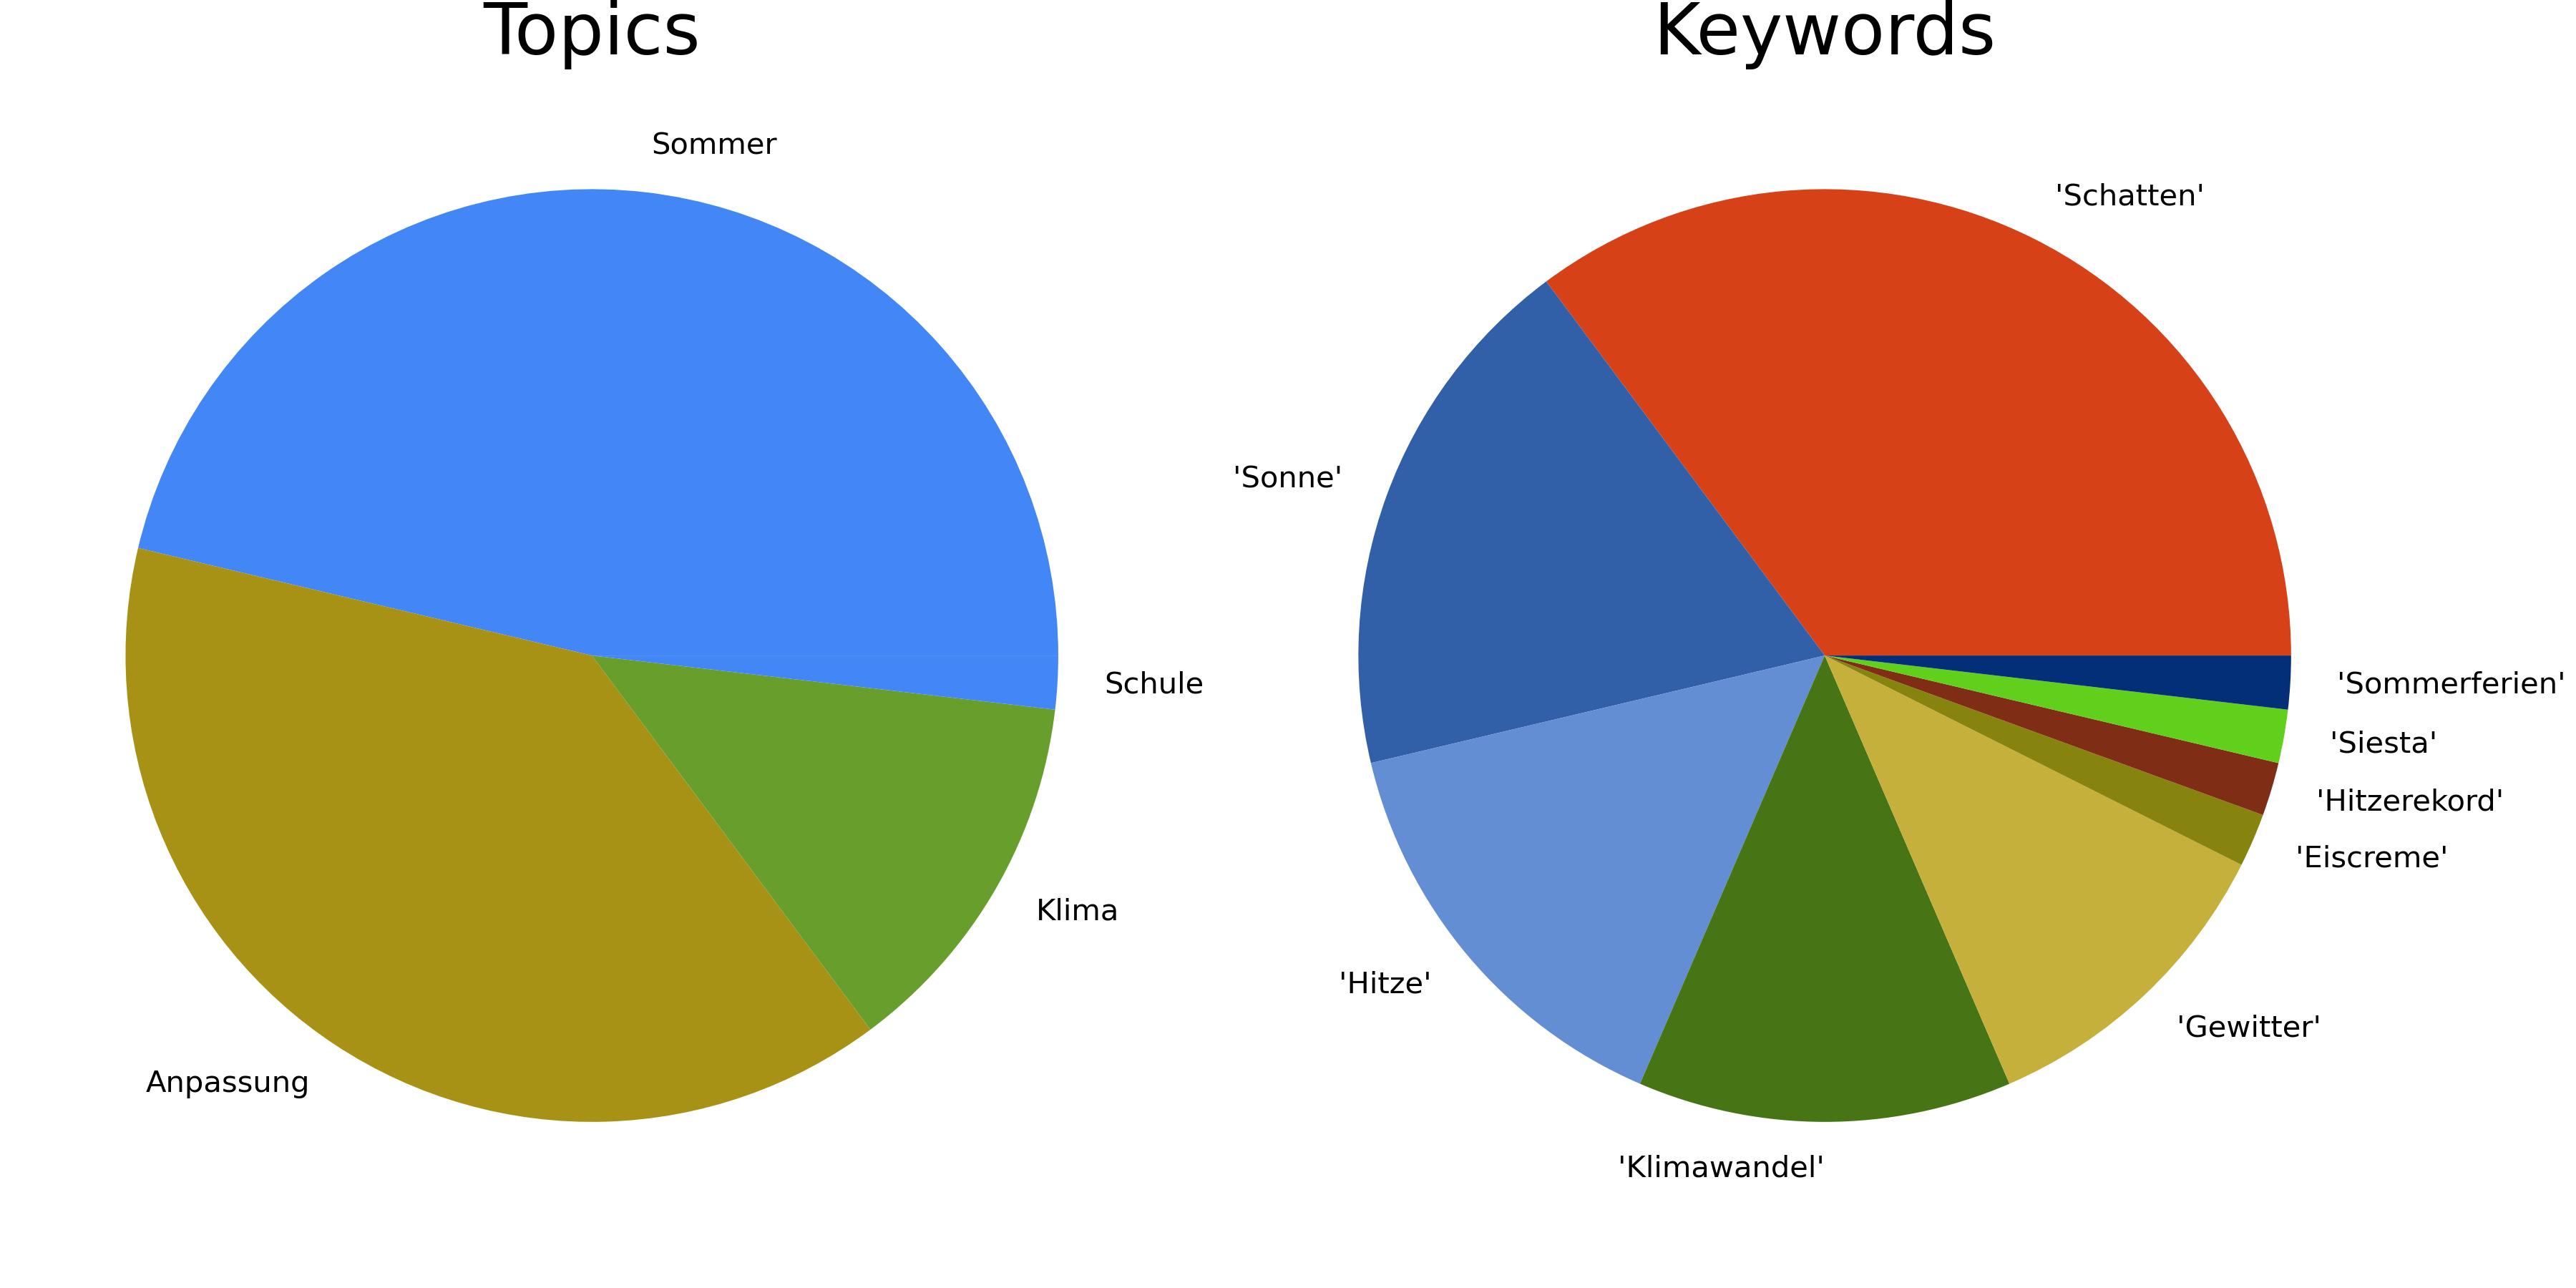 Topics
Sommer
Schule
Klima
Anpassung
Keywords
'Schatten'
'Sonne'
'Sommerferien'
'Siesta'
'Hitzerekord'
'Eiscreme'
'Hitze'
'Gewitter'
'Klimawandel'